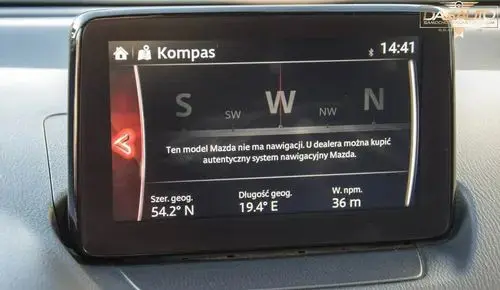 Kompas 14:41
S SW W NW N
Ten model Mazda nie ma nawigacji. U dealera można kupić
autentyczny system nawigacyjny Mazda.
Szer. geog. Długość geog. W. npm.
54.2° N 19.4° E 36 m